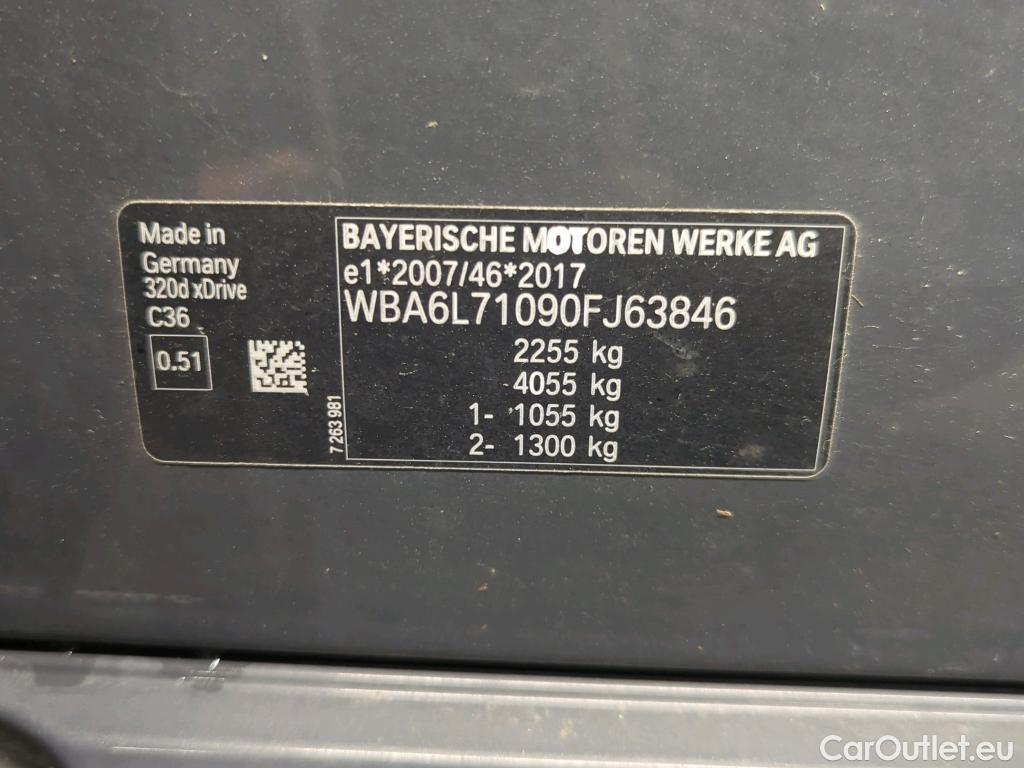 Made in
Germany
320d xDrive
C36
0.51
7 263 981
BAYERISCHE MOTOREN WERKE AG
e1*2007/46*2017
WBA6L71090FJ63846
2255 kg
4055 kg
1- 1055 kg
2- 1300 kg
CarOutlet.eu